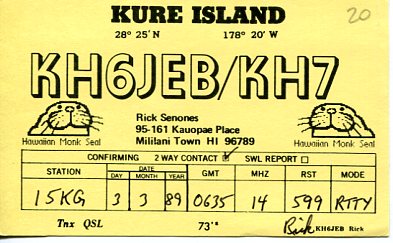 KURE ISLAND
20
28° 25' N 178° 20' W
KH6JEB/KH7
Rick Senones
95-161 Kauopae Place
Mililani Town HI 96789
Hawaiian Monk Seal
Hawaiian Monk Seal
CONFIRMING 2 WAY CONTACT SWL REPORT
STATION DATE GMT MHZ RST MODE
DAY MONTH YEAR
I5KG 3 3 89 0635 14 599 RTTY
Tnx QSL 73's Rick KH6JEB Rick